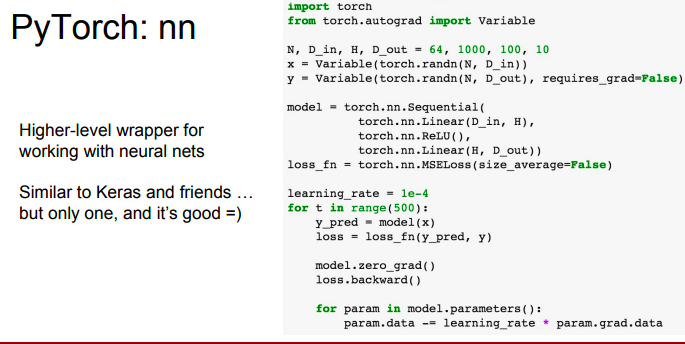 PyTorch: nn
Higher-level wrapper for
working with neural nets
Similar to Keras and friends …
but only one, and it's good =)
import torch
from torch.autograd import Variable
N, D_in, H, D_out = 64, 1000, 100, 10
x = Variable(torch.randn(N, D_in))
y = Variable(torch.randn(N, D_out), requires_grad=False)
model = torch.nn.Sequential(
torch.nn.Linear(D_in, H),
torch.nn.ReLU(),
torch.nn.Linear(H, D_out))
loss_fn = torch.nn.MSELoss(size_average=False)
learning_rate = 1e-4
for t in range(500):
y_pred = model(x)
loss = loss_fn(y_pred, y)
model.zero_grad()
loss.backward()
for param in model.parameters():
param.data -= learning_rate * param.grad.data